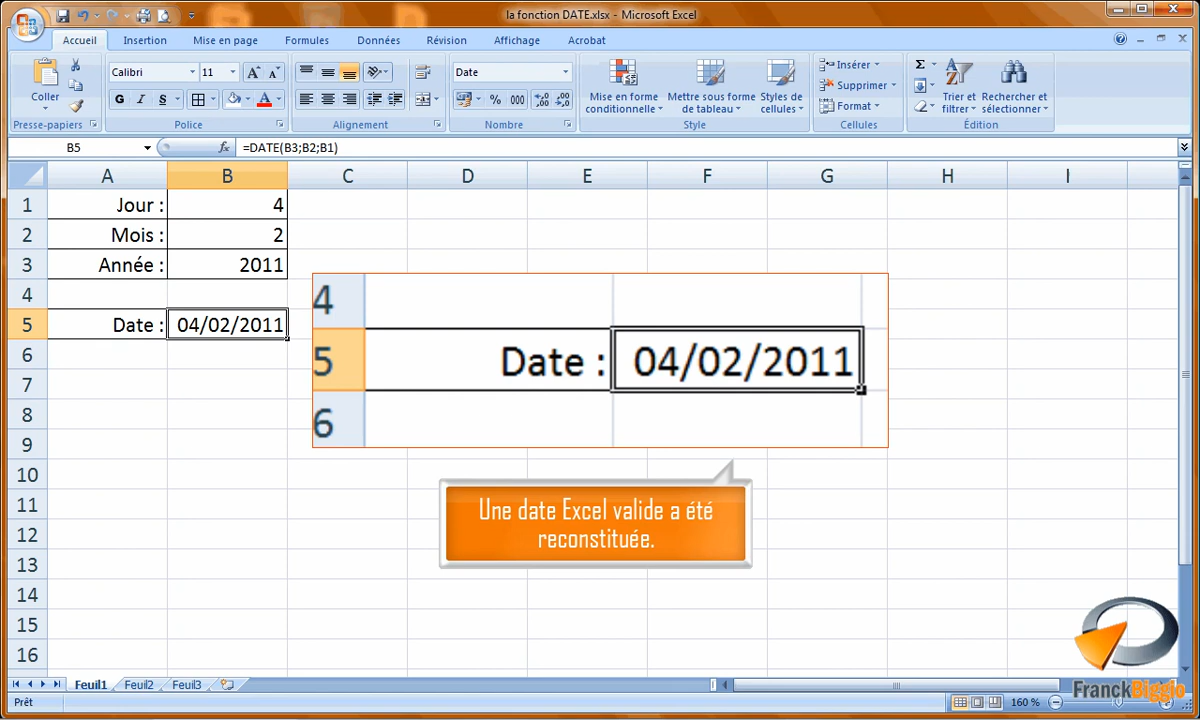 la fonction DATE.xlsx - Microsoft Excel
Accueil Insertion Mise en page Formules Données Révision Affichage Acrobat
Calibri 11 Date Insérer
Coller G I S % 000 Mise en forme conditionnelle Mettre sous forme de tableau Styles de cellules Supprimer Format Σ Trier et filtrer Rechercher et sélectionner
Presse-papiers Police Alignement Nombre Style Cellules Édition
B5 fx =DATE(B3;B2;B1)
A B C D E F G H I
1 Jour : 4
2 Mois : 2
3 Année : 2011
4
5 Date : 04/02/2011
6
7
8
9
10
11
12
13
14
15
16
4
5 Date : 04/02/2011
6
Une date Excel valide a été
reconstituée.
FranckBiggio
Feuil1 Feuil2 Feuil3
Prêt 160 %